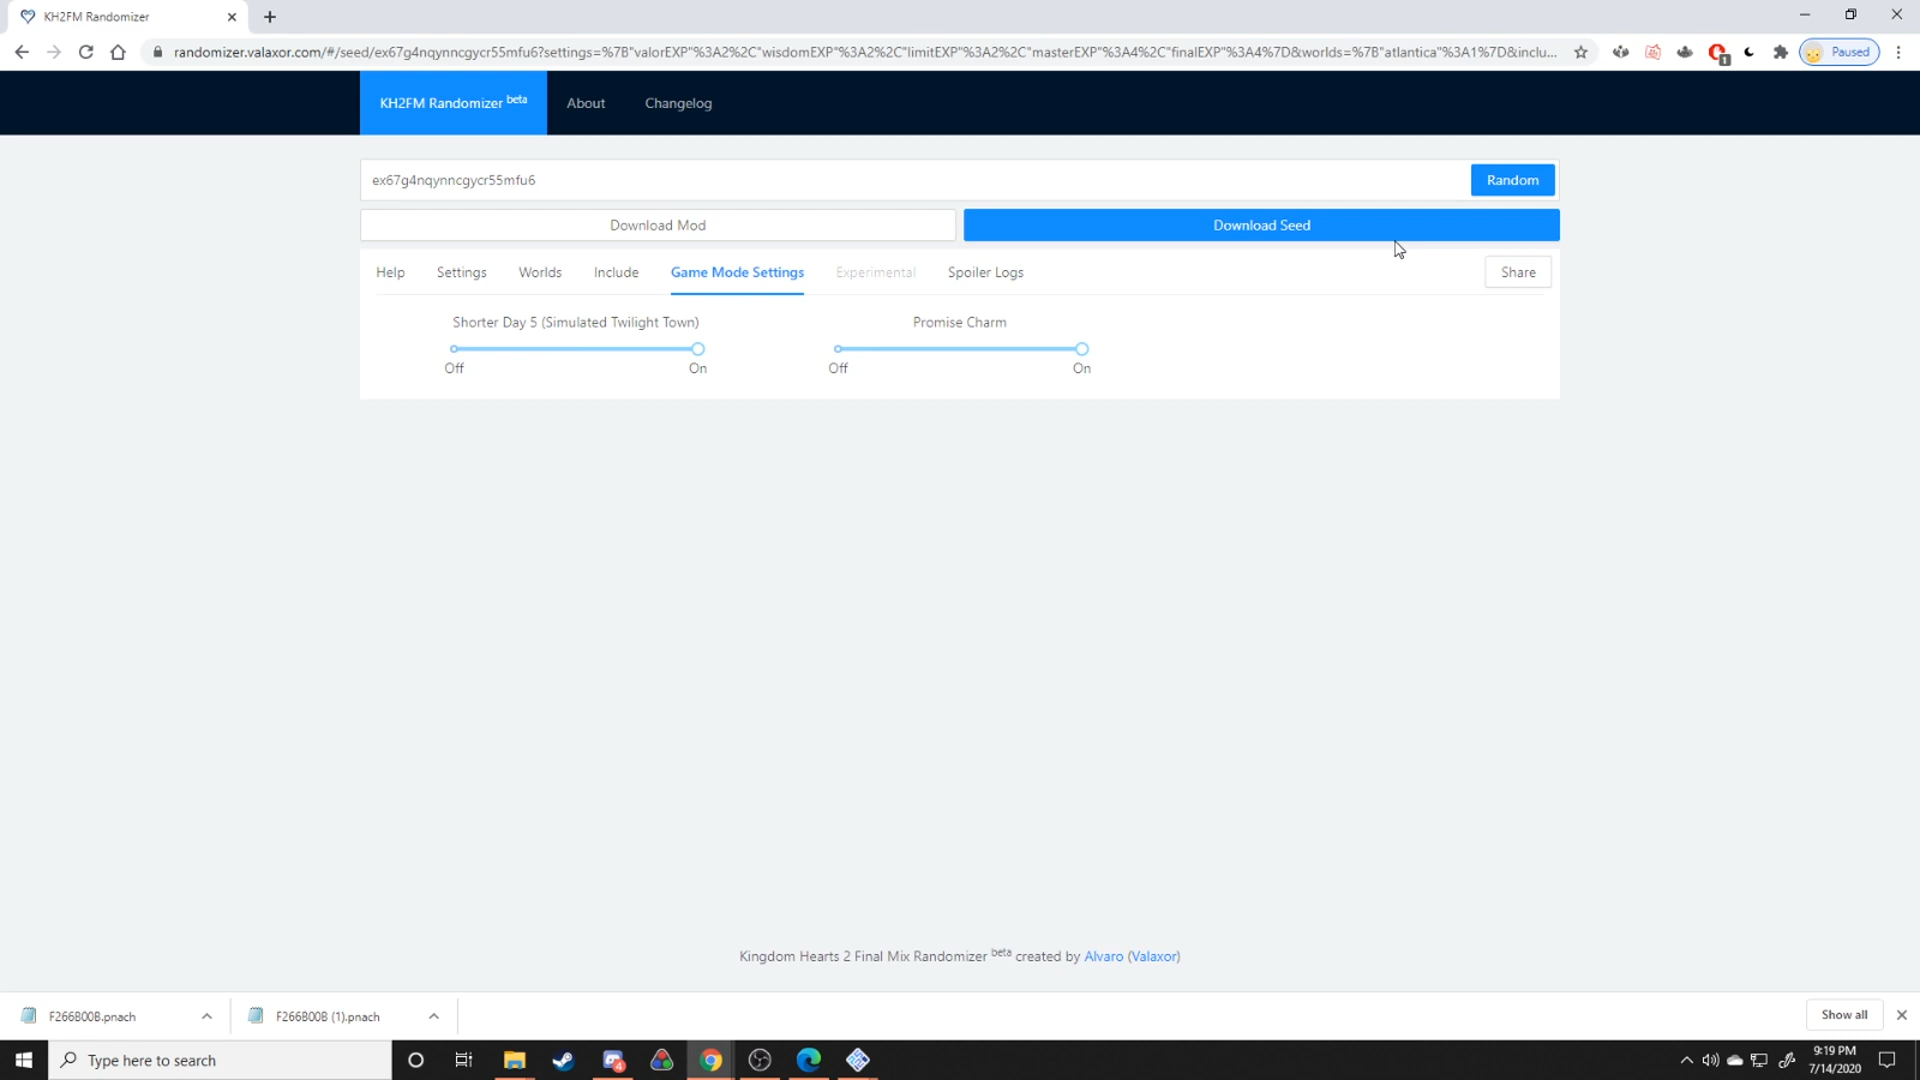 KH2FM Randomizer
randomizer.valaxor.com/#/seed/ex67g4nqynncgycr55mfu6?settings=%7B"valorEXP"%3A2%2C"wisdomEXP"%3A2%2C"limitEXP"%3A2%2C"masterEXP"%3A4%2C"finalEXP"%3A4%7D&worlds=%7B"atlantica"%3A1%7D&inclu...
1
Paused
KH2FM Randomizer beta About Changelog
ex67g4nqynncgycr55mfu6
Random
Download Mod
Download Seed
Help Settings Worlds Include Game Mode Settings Experimental Spoiler Logs Share
Shorter Day 5 (Simulated Twilight Town) Promise Charm
Off On Off On
Kingdom Hearts 2 Final Mix Randomizer beta created by Alvaro (Valaxor)
F266B00B.pnach
F266B00B (1).pnach
Show all
Type here to search
4
9:19 PM
7/14/2020